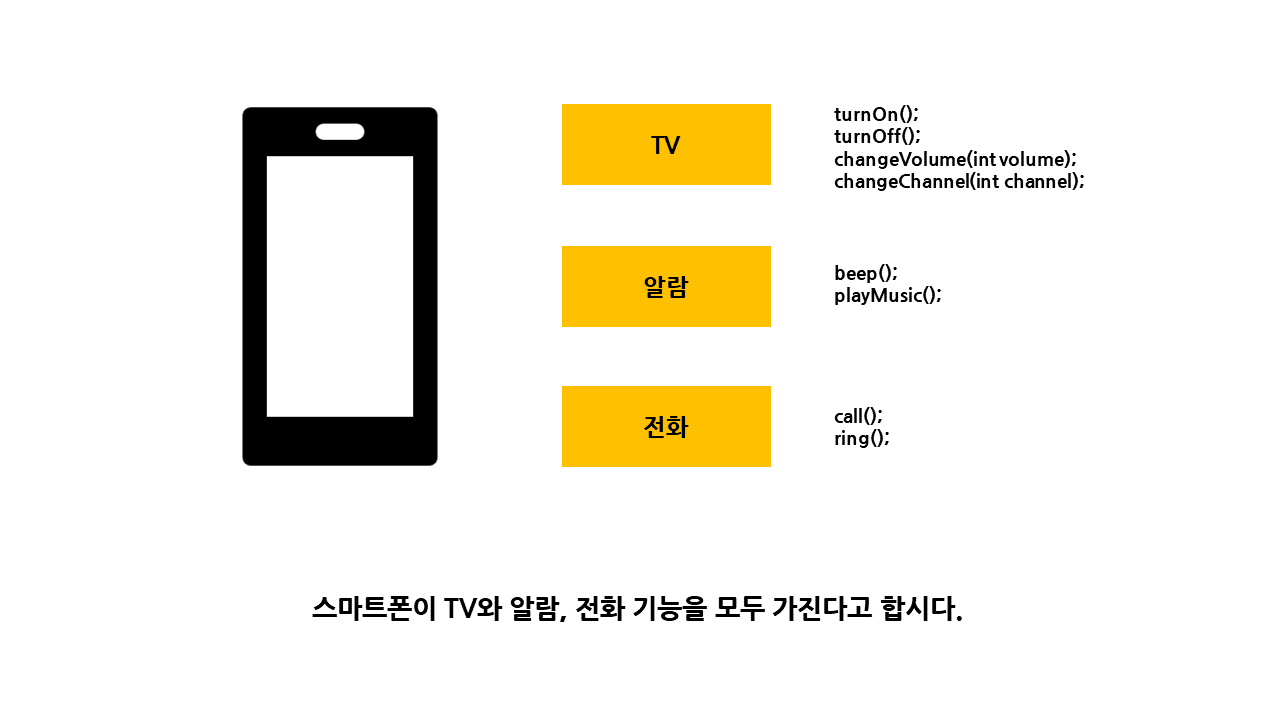 TV
turnOn();
turnOff();
changeVolume(int volume);
changeChannel(int channel);
알람
beep();
playMusic();
전화
call();
ring();
스마트폰이 TV와 알람, 전화 기능을 모두 가진다고 합시다.